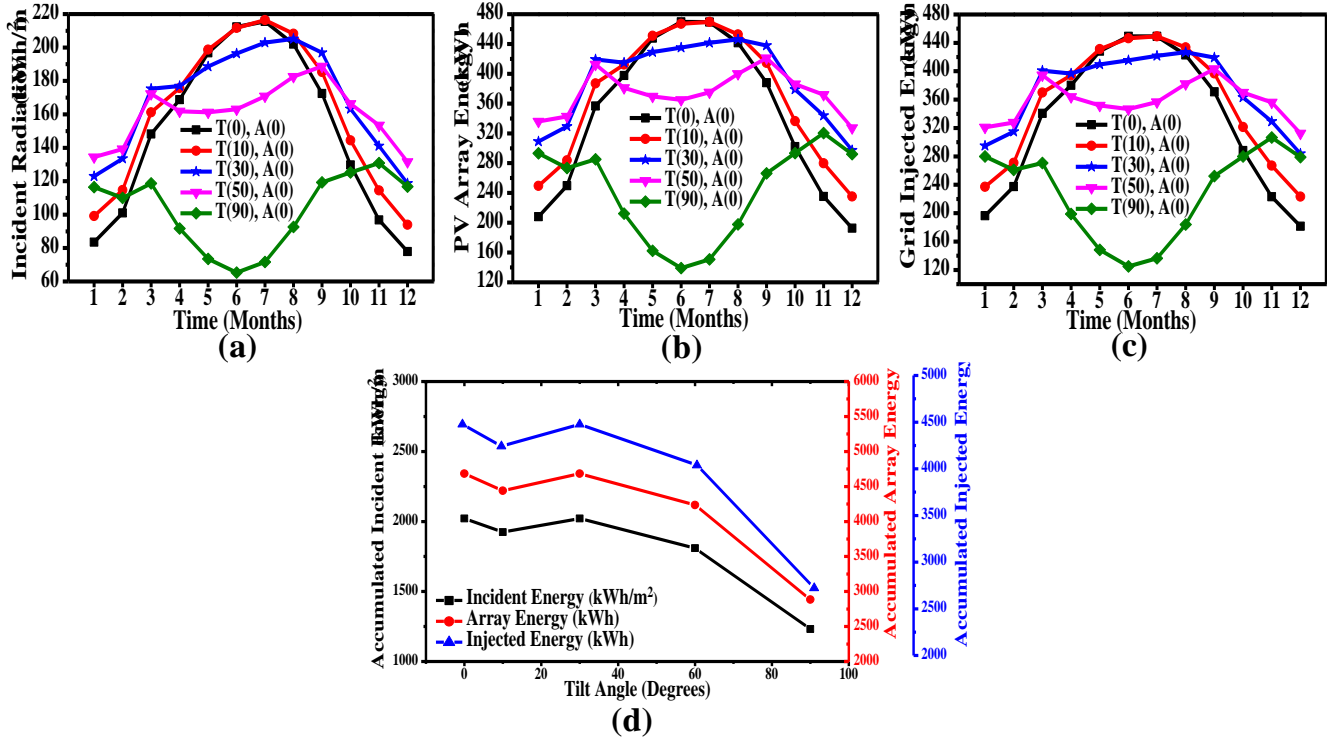 Incident Radiation
220
200
180
160
140
120
100
80
60
T(0), A(0)
T(10), A(0)
T(30), A(0)
T(50), A(0)
T(90), A(0)
1 2 3 4 5 6 7 8 9 10 11 12
Time (Months)
(a)
PV Array Energy
kWh
480
440
400
360
320
280
240
200
160
120
T(0), A(0)
T(10), A(0)
T(30), A(0)
T(50), A(0)
T(90), A(0)
1 2 3 4 5 6 7 8 9 10 11 12
Time (Months)
(b)
Grid Injected Energy
kWh
480
440
400
360
320
280
240
200
160
120
T(0), A(0)
T(10), A(0)
T(30), A(0)
T(50), A(0)
T(90), A(0)
1 2 3 4 5 6 7 8 9 10 11 12
Time (Months)
(c)
Accumulated Incident Energy
3000
2500
2000
1500
1000
Incident Energy (kWh/m²)
Array Energy (kWh)
Injected Energy (kWh)
0 20 40 60 80 100
Tilt Angle (Degrees)
6000
5500
5000
4500
4000
3500
3000
2500
2000
Accumulated Array Energy
5000
4500
4000
3500
3000
2500
2000
Accumulated Injected Energy
(d)